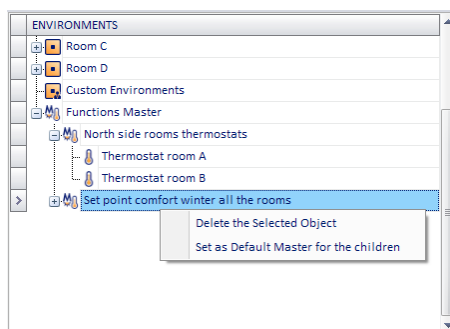 ENVIRONMENTS
Room C
Room D
Custom Environments
Functions Master
North side rooms thermostats
Thermostat room A
Thermostat room B
Set point comfort winter all the rooms
Delete the Selected Object
Set as Default Master for the children